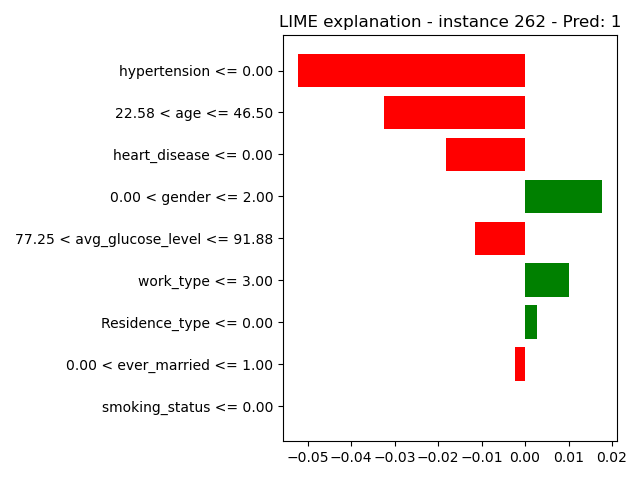 LIME explanation - instance 262 - Pred: 1
hypertension <= 0.00
22.58 < age <= 46.50
heart_disease <= 0.00
0.00 < gender <= 2.00
77.25 < avg_glucose_level <= 91.88
work_type <= 3.00
Residence_type <= 0.00
0.00 < ever_married <= 1.00
smoking_status <= 0.00
−0.05 −0.04 −0.03 −0.02 −0.01 0.00 0.01 0.02